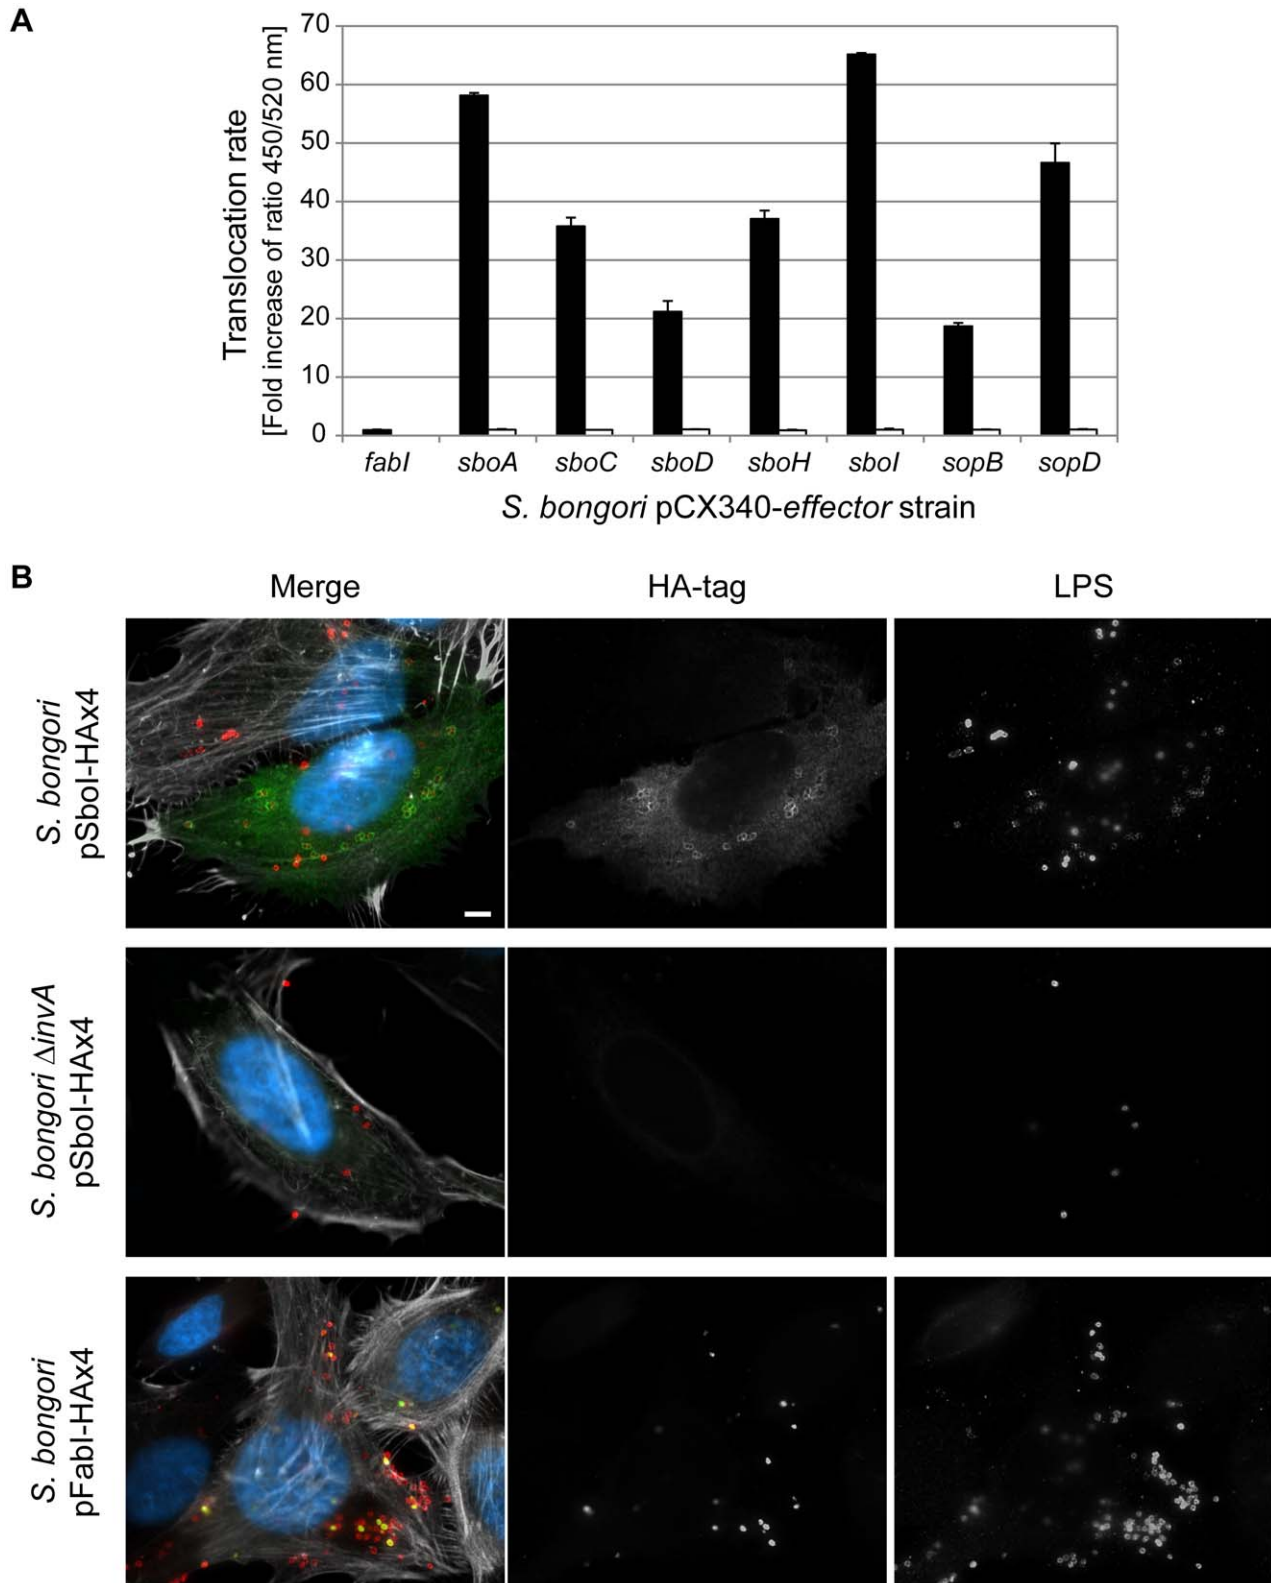 A
Translocation rate
[Fold increase of ratio 450/520 nm]
70
60
50
40
30
20
10
0
fabI sboA sboC sboD sboH sboI sopB sopD
S. bongori pCX340-effector strain
B
Merge HA-tag LPS
S. bongori
pSboI-HAx4
S. bongori ΔinvA
pSboI-HAx4
S. bongori
pFabI-HAx4